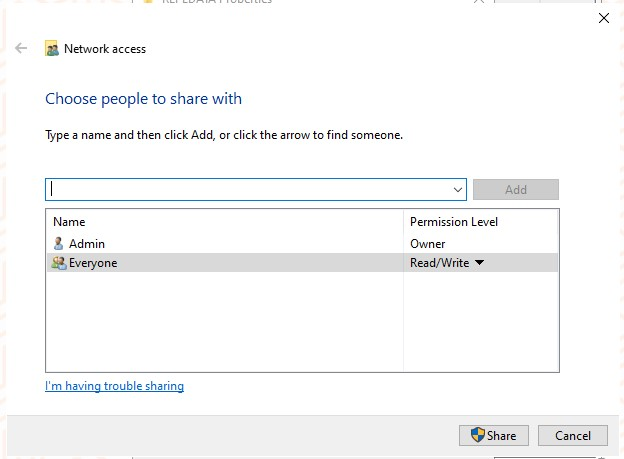 Network access
Choose people to share with
Type a name and then click Add, or click the arrow to find someone.
Add
Name Permission Level
Admin Owner
Everyone Read/Write
I'm having trouble sharing
Share Cancel